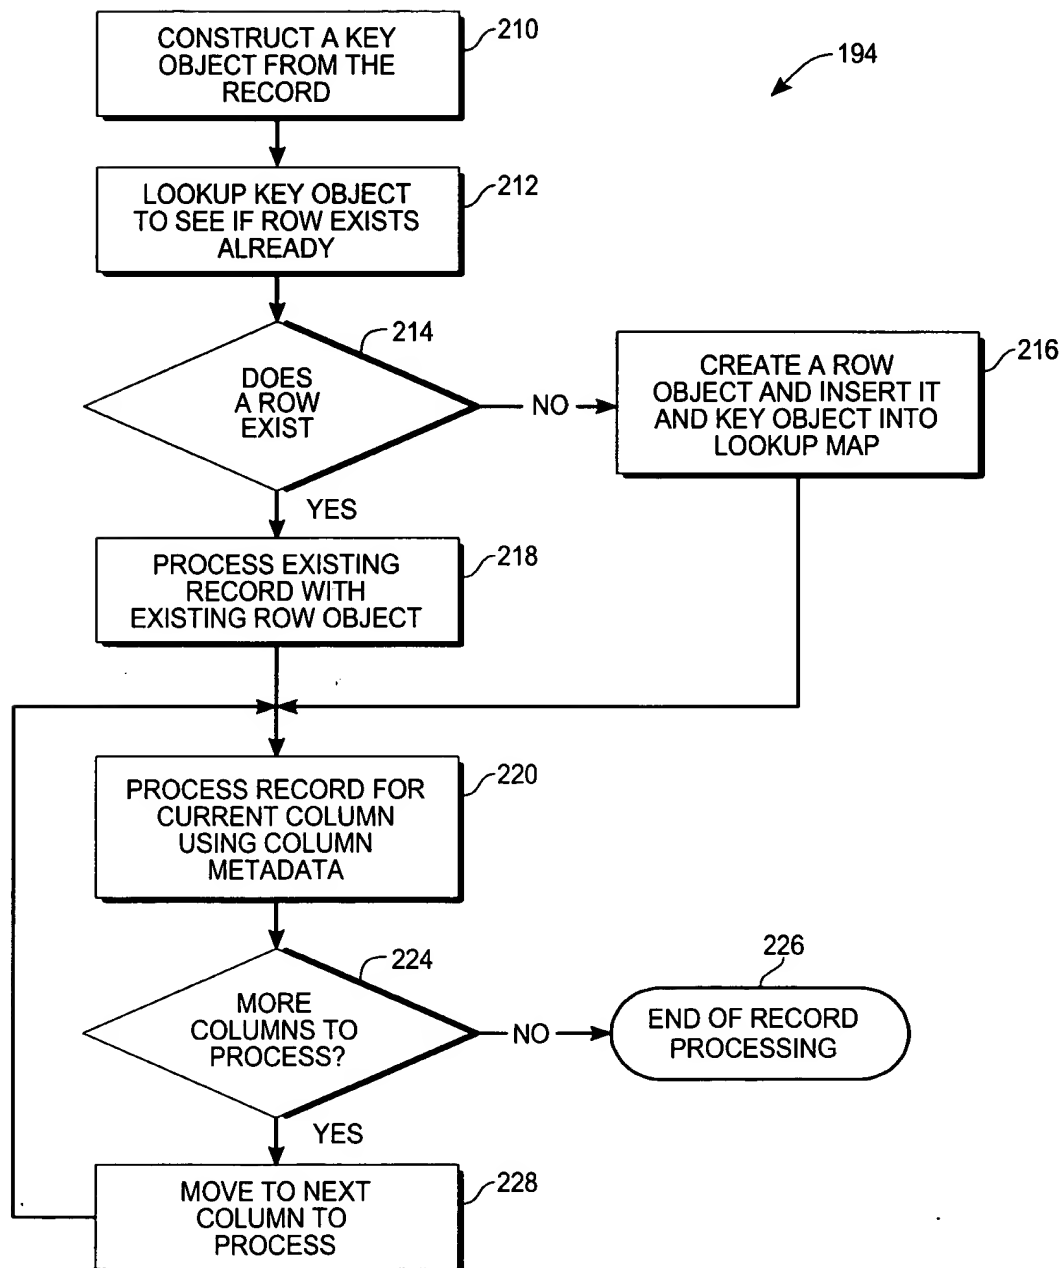 CONSTRUCT A KEY
OBJECT FROM THE
RECORD
210
194
LOOKUP KEY OBJECT
TO SEE IF ROW EXISTS
ALREADY
212
214
DOES
A ROW
EXIST
NO
CREATE A ROW
OBJECT AND INSERT IT
AND KEY OBJECT INTO
LOOKUP MAP
216
YES
PROCESS EXISTING
RECORD WITH
EXISTING ROW OBJECT
218
PROCESS RECORD FOR
CURRENT COLUMN
USING COLUMN
METADATA
220
224
MORE
COLUMNS TO
PROCESS?
NO
226
END OF RECORD
PROCESSING
YES
MOVE TO NEXT
COLUMN TO
PROCESS
228